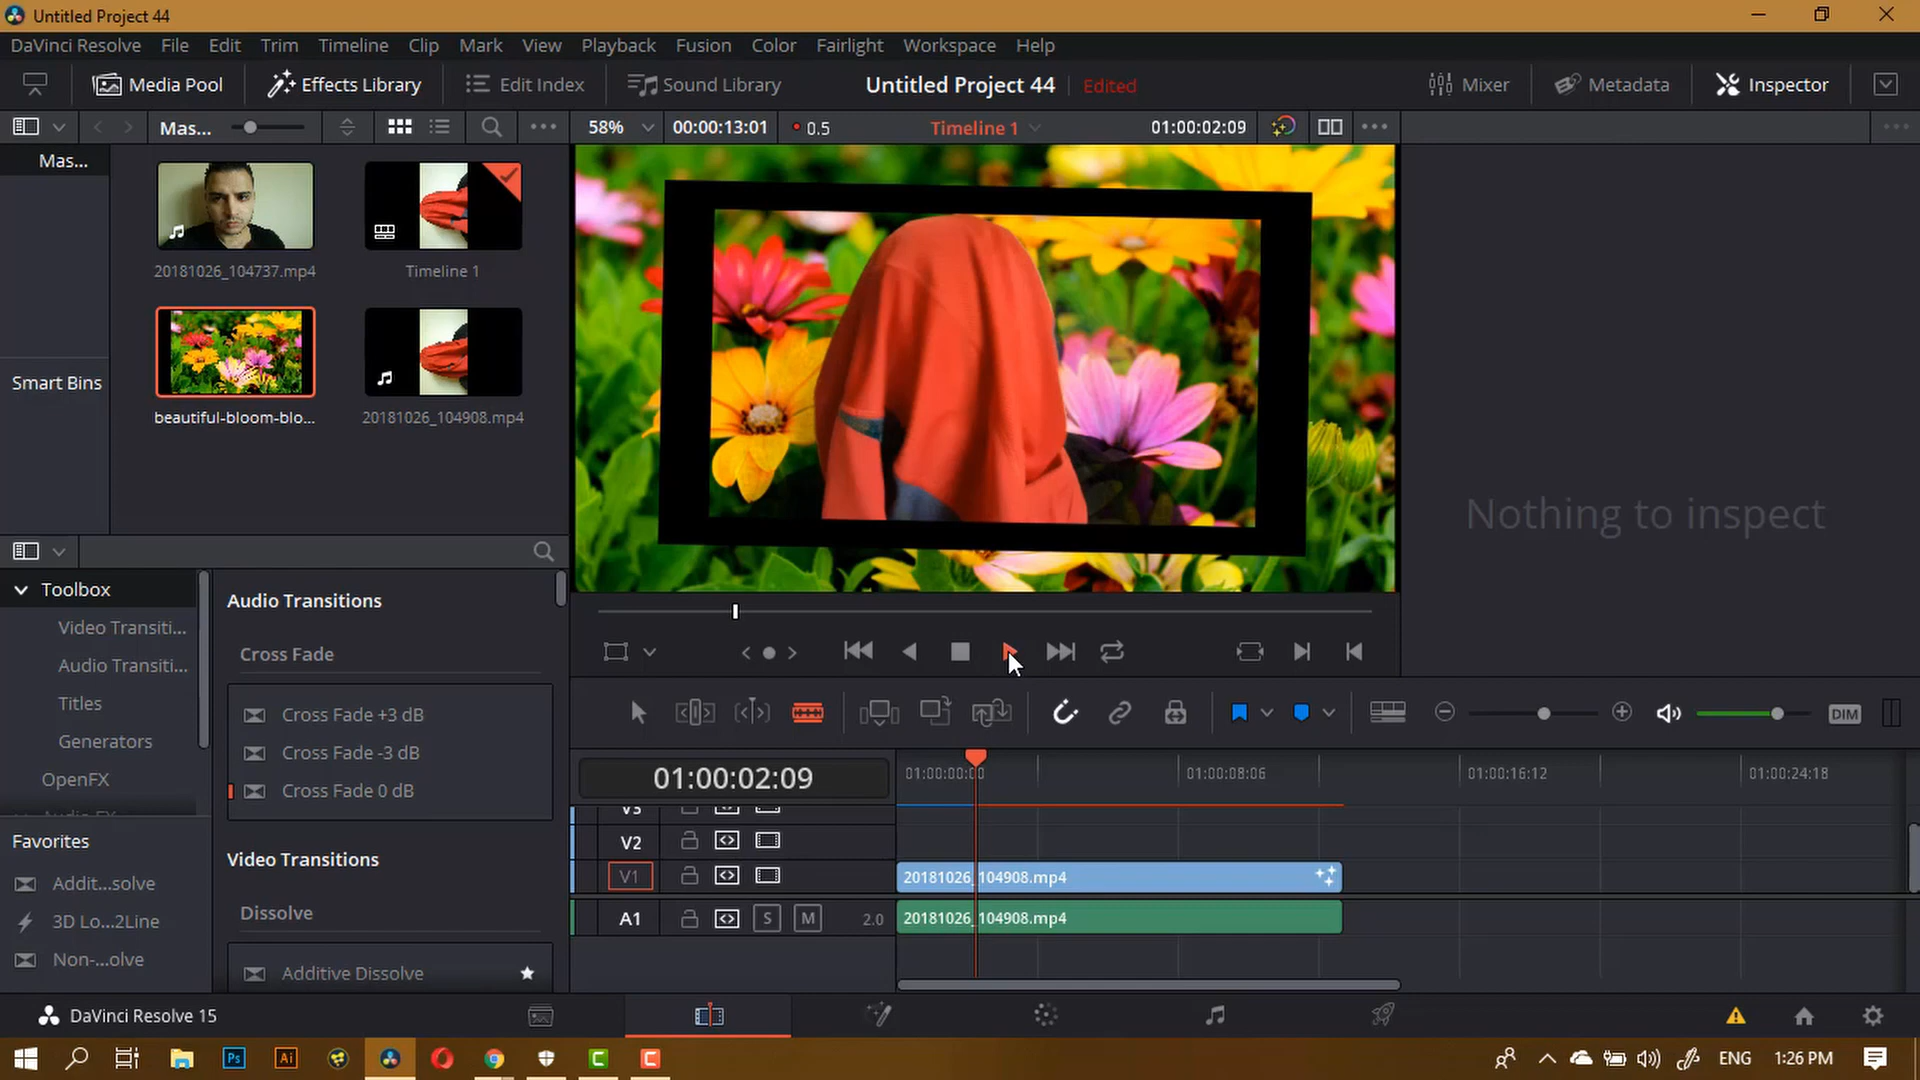 Untitled Project 44
DaVinci Resolve File Edit Trim Timeline Clip Mark View Playback Fusion Color Fairlight Workspace Help
Media Pool Effects Library Edit Index Sound Library Untitled Project 44 Edited Mixer Metadata Inspector
Mas... 58% 00:00:13:01 0.5 Timeline 1 01:00:02:09
Mas...
20181026_104737.mp4 Timeline 1
Smart Bins
beautiful-bloom-blo... 20181026_104908.mp4
Nothing to inspect
Toolbox
Video Transiti...
Audio Transiti...
Titles
Generators
OpenFX
Audio FX
Audio Transitions
Cross Fade
Cross Fade +3 dB
Cross Fade -3 dB
Cross Fade 0 dB
Video Transitions
Dissolve
Additive Dissolve
Favorites
Addit...solve
3D Lo...2Line
Non-...olve
DIM
01:00:02:09 01:00:00:00 01:00:08:06 01:00:16:12 01:00:24:18
V3
V2
V1 20181026_104908.mp4
A1 S M 2.0 20181026_104908.mp4
DaVinci Resolve 15
Ps Ai C C ENG 1:26 PM